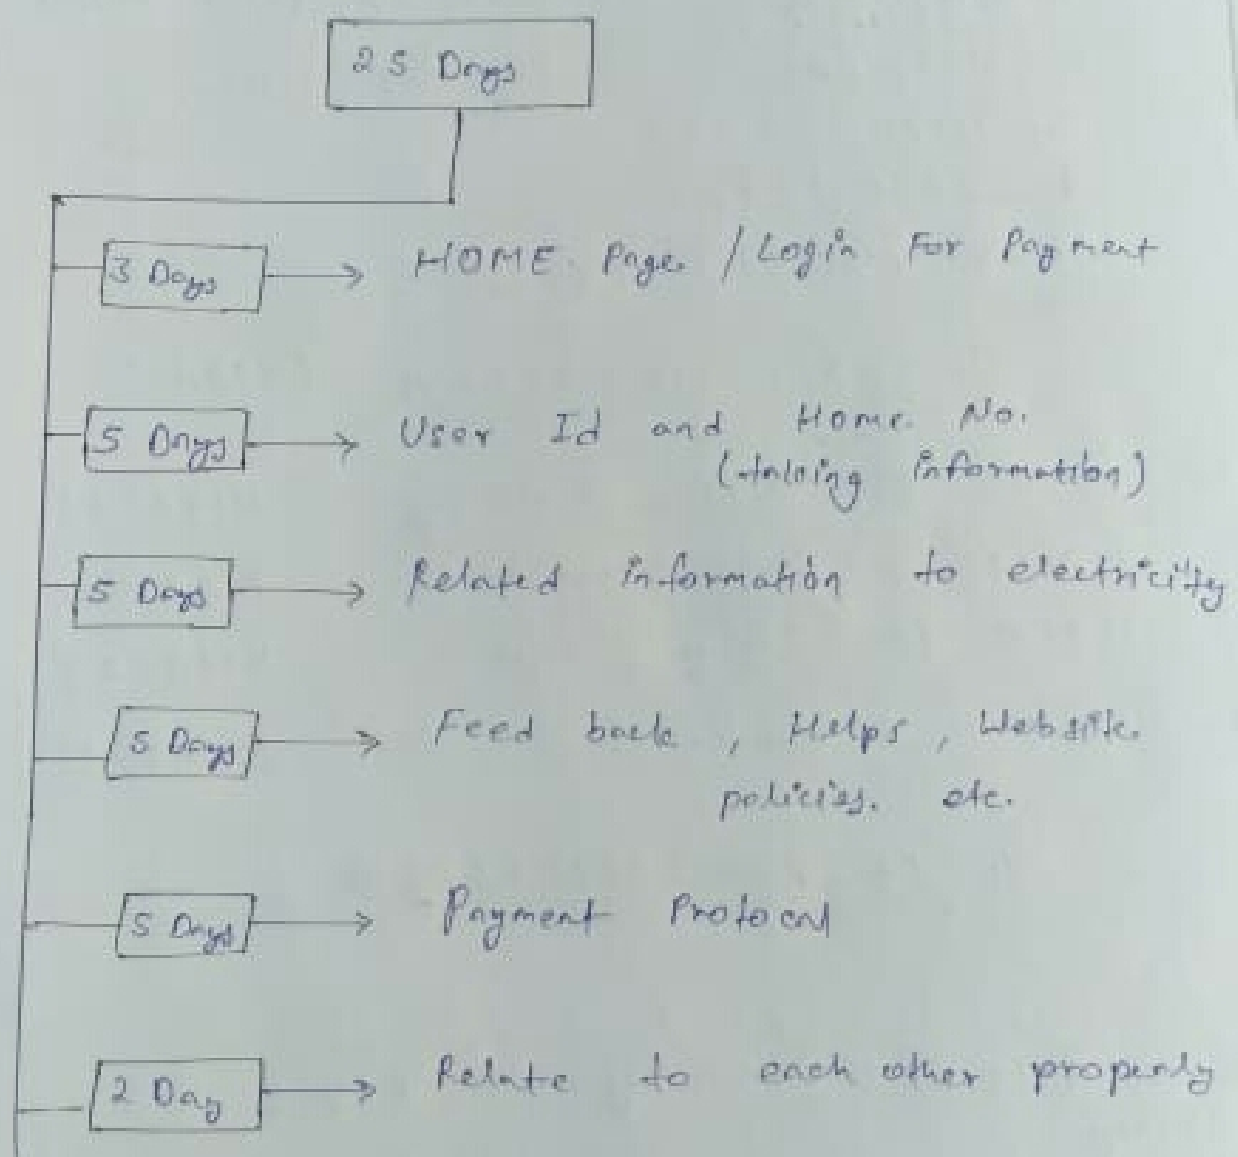 25 Days
3 Days → HOME Page / Login For Payment
5 Days → User Id and Home No.
(taking information)
5 Days → Related information to electricity
5 Days → Feed back , Helps , Website
policies. etc.
5 Days → Payment Protocal
2 Day → Relate to each other properly